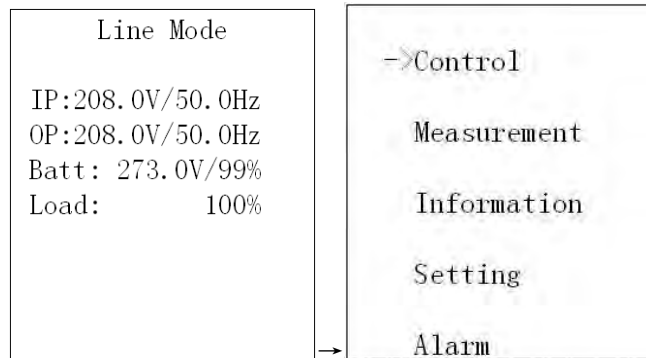 Line Mode
IP:208.0V/50.0Hz
OP:208.0V/50.0Hz
Batt: 273.0V/99%
Load: 100%
→
->Control
Measurement
Information
Setting
Alarm